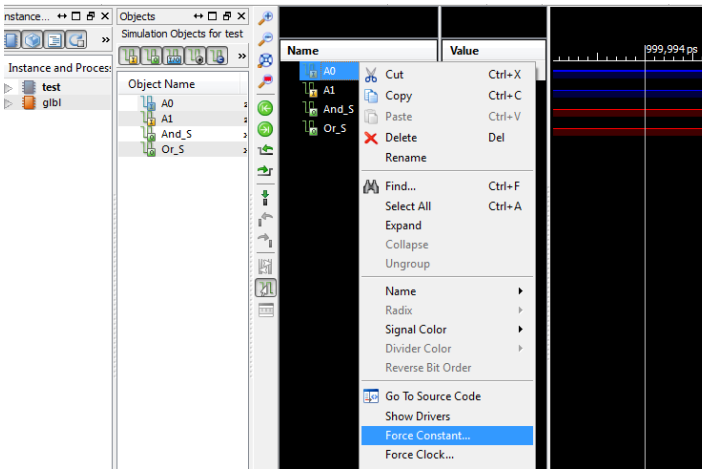 nstance...
Objects
Simulation Objects for test
»
»
Instance and Process
test
glbl
Object Name
A0
A1
And_S
Or_S
Name
Value
A0
A1
And_S
Or_S
999,994 ps
Cut Ctrl+X
Copy Ctrl+C
Paste Ctrl+V
Delete Del
Rename
Find... Ctrl+F
Select All Ctrl+A
Expand
Collapse
Ungroup
Name
Radix
Signal Color
Divider Color
Reverse Bit Order
Go To Source Code
Show Drivers
Force Constant...
Force Clock...